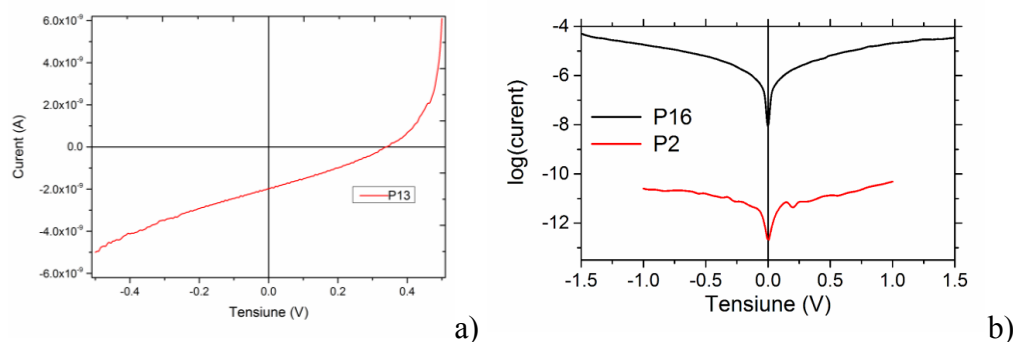 6.0x10⁻⁹
4.0x10⁻⁹
2.0x10⁻⁹
0.0
-2.0x10⁻⁹
-4.0x10⁻⁹
-6.0x10⁻⁹
Curent (A)
P13
-0.4 -0.2 0.0 0.2 0.4
Tensiune (V)
a)
-4
-6
-8
-10
-12
log(curent)
P16
P2
-1.5 -1.0 -0.5 0.0 0.5 1.0 1.5
Tensiune (V)
b)